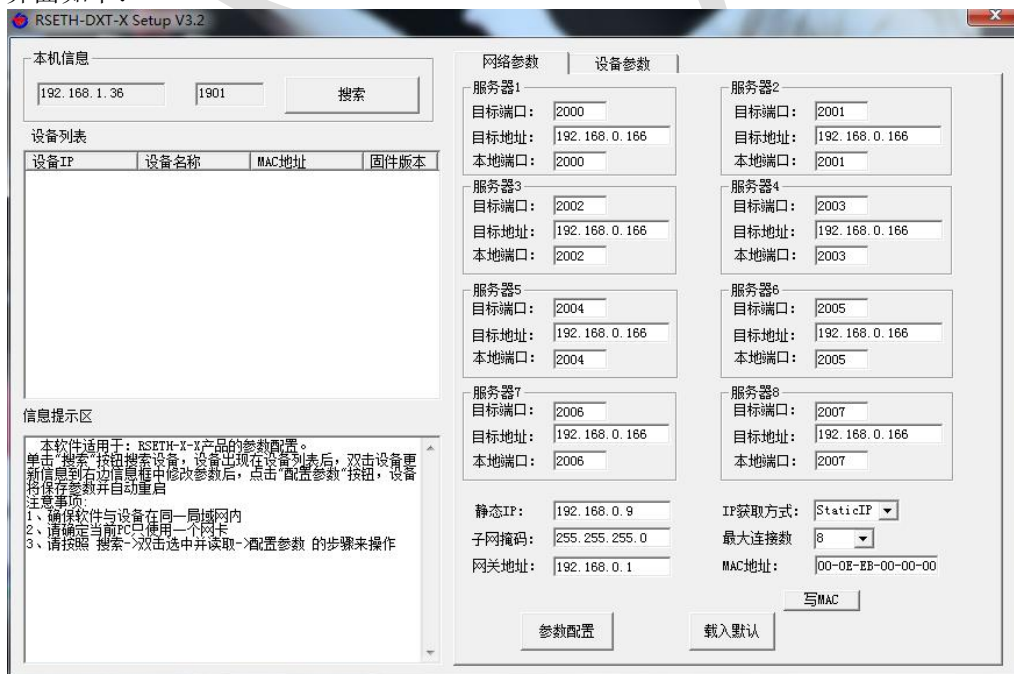 界面如下：
RSETH-DXT-X Setup V3.2
本机信息
192.168.1.36 1901 搜索
设备列表
设备IP 设备名称 MAC地址 固件版本
信息提示区
本软件适用于：RSETH-X-X产品的参数配置。
单击“搜索”按钮搜索设备，设备出现在设备列表后，双击设备更
新信息到右边信息框中修改参数后，点击“配置参数”按钮，设备
将保存参数并自动重启
注意事项:
1、确保软件与设备在同一局域网内
2、请确定当前PC只使用一个网卡
3、请按照 搜索->双击选中并读取->配置参数 的步骤来操作
网络参数 设备参数
服务器1
目标端口： 2000
目标地址： 192.168.0.166
本地端口： 2000
服务器2
目标端口： 2001
目标地址： 192.168.0.166
本地端口： 2001
服务器3
目标端口： 2002
目标地址： 192.168.0.166
本地端口： 2002
服务器4
目标端口： 2003
目标地址： 192.168.0.166
本地端口： 2003
服务器5
目标端口： 2004
目标地址： 192.168.0.166
本地端口： 2004
服务器6
目标端口： 2005
目标地址： 192.168.0.166
本地端口： 2005
服务器7
目标端口： 2006
目标地址： 192.168.0.166
本地端口： 2006
服务器8
目标端口： 2007
目标地址： 192.168.0.166
本地端口： 2007
静态IP： 192.168.0.9
子网掩码： 255.255.255.0
网关地址： 192.168.0.1
IP获取方式： StaticIP
最大连接数 8
MAC地址： 00-0E-EB-00-00-00
写MAC
参数配置 载入默认